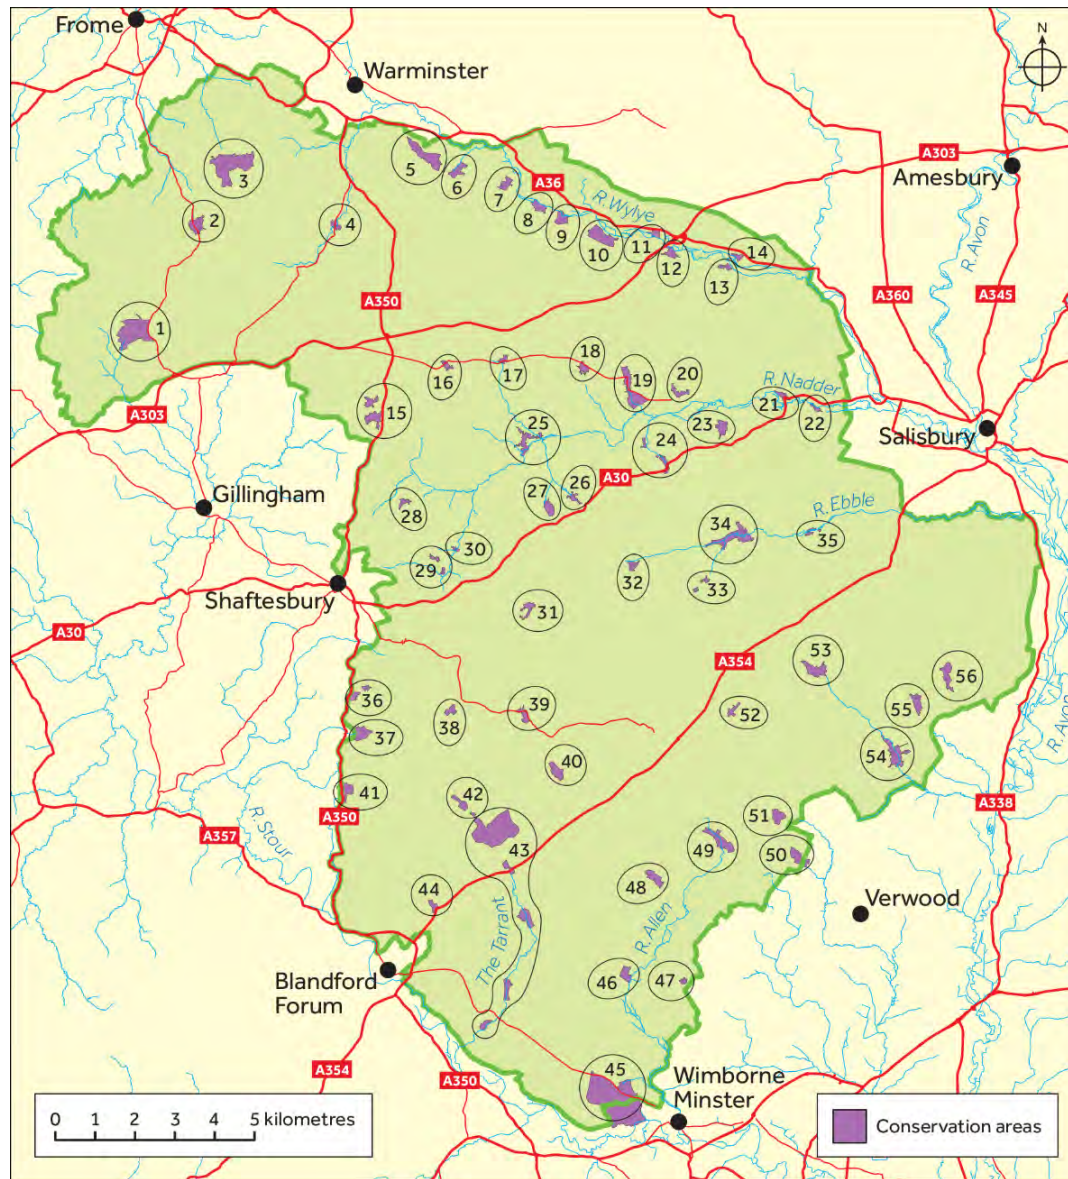 Frome
Warminster
N
A303
Amesbury
3
5
6
7
A36
R. Wylye
2
4
8
9
10
11
12
13
14
R. Avon
1
A350
A360
A345
18
16
17
19
20
R. Nadder
A303
15
25
23
21
22
24
Salisbury
A30
Gillingham
28
27
26
R. Ebble
34
35
30
29
32
33
Shaftesbury
31
A30
A354
53
56
36
39
52
55
38
37
R. Avon
54
40
41
42
A338
A350
51
A357
R. Stour
43
49
50
48
44
Verwood
The Tarrant
R. Allen
46
47
Blandford
Forum
45
A354
A350
Wimborne
Minster
0 1 2 3 4 5 kilometres
Conservation areas